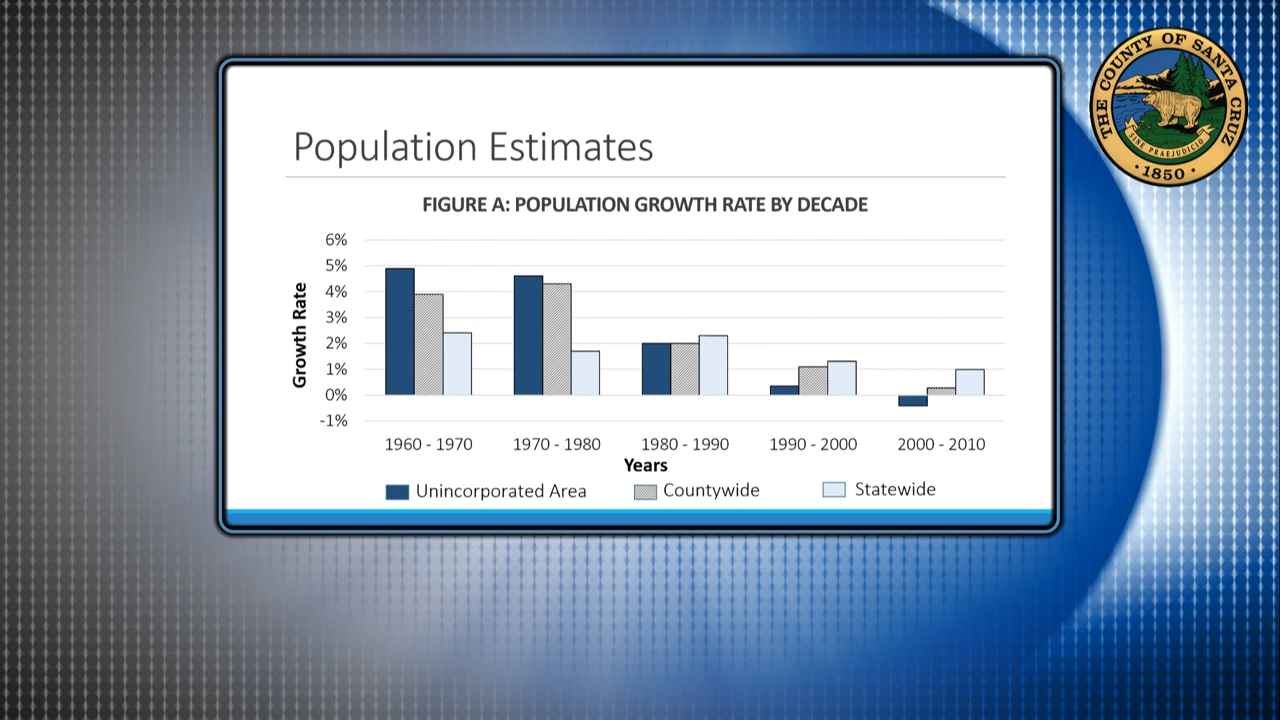 THE COUNTY OF SANTA CRUZ
SINE PRAEJUDICIO
• 1850 •
Population Estimates
FIGURE A: POPULATION GROWTH RATE BY DECADE
6%
5%
4%
3%
2%
1%
0%
-1%
Growth Rate
1960 - 1970 1970 - 1980 1980 - 1990 1990 - 2000 2000 - 2010
Years
Unincorporated Area Countywide Statewide